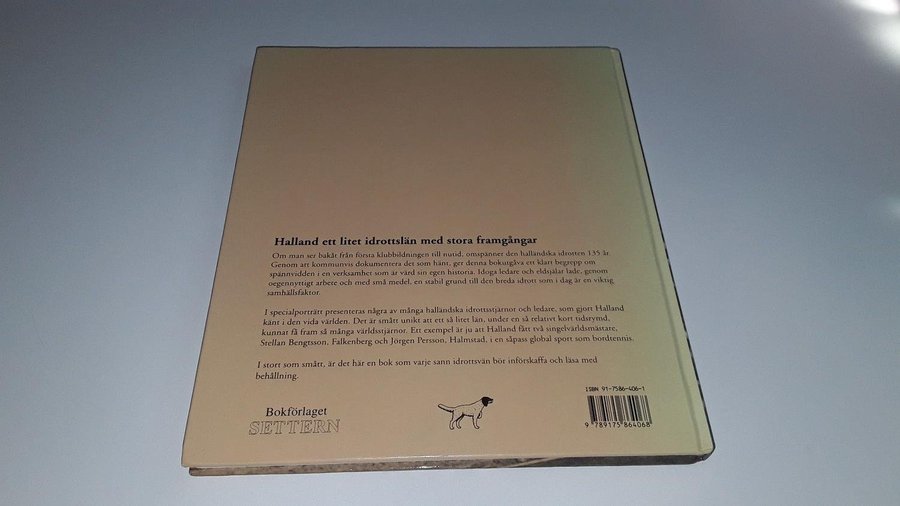 Halland ett litet idrottslän med stora framgångar
Om man ser bakåt från första klubbildningen till nutid, omspänner den halländska idrotten 135 år.
Genom att kommunvis dokumentera det som hänt, ger denna bokutgåva ett klart begrepp om
spännvidden i en verksamhet som är värd sin egen historia. Idoga ledare och eldsjälar lade, genom
oegennyttigt arbete och med små medel, en stabil grund till den breda idrott som i dag är en viktig
samhällsfaktor.
I specialporträtt presenteras några av många halländska idrottsstjärnor och ledare, som gjort Halland
känt i den vida världen. Det är smått unikt att ett så litet län, under en så relativt kort tidsrymd,
kunnat få fram så många världsstjärnor. Ett exempel är ju att Halland fått två singelvärldsmästare,
Stellan Bengtsson, Falkenberg och Jörgen Persson, Halmstad, i en såpass global sport som bordtennis.
I stort som smått, är det här en bok som varje sann idrottsvän bör införskaffa och läsa med
behållning.
Bokförlaget
SETTERN
ISBN 91-7586-406-1
9 789175 864068